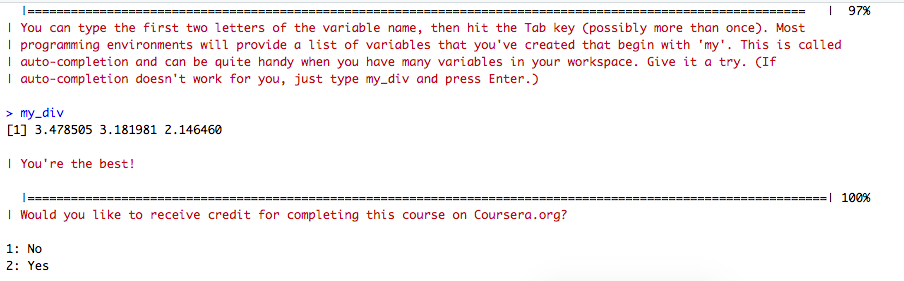 |=============================================================================================================   |  97%
| You can type the first two letters of the variable name, then hit the Tab key (possibly more than once). Most
| programming environments will provide a list of variables that you've created that begin with 'my'. This is called
| auto-completion and can be quite handy when you have many variables in your workspace. Give it a try. (If
| auto-completion doesn't work for you, just type my_div and press Enter.)
> my_div
[1] 3.478505 3.181981 2.146460
| You're the best!
|================================================================================================================| 100%
| Would you like to receive credit for completing this course on Coursera.org?
1: No
2: Yes